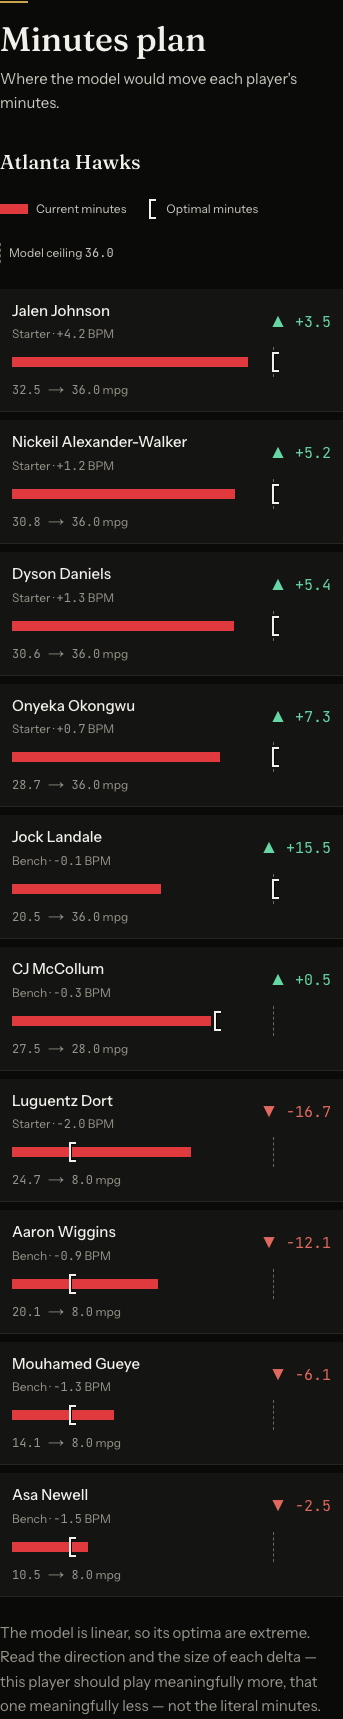 Minutes plan
Where the model would move each player's
minutes.
Atlanta Hawks
Current minutes Optimal minutes
Model ceiling 36.0
Jalen Johnson
▲ +3.5
Starter · +4.2 BPM
32.5 → 36.0 mpg
Nickeil Alexander-Walker
▲ +5.2
Starter · +1.2 BPM
30.8 → 36.0 mpg
Dyson Daniels
▲ +5.4
Starter · +1.3 BPM
30.6 → 36.0 mpg
Onyeka Okongwu
▲ +7.3
Starter · +0.7 BPM
28.7 → 36.0 mpg
Jock Landale
▲ +15.5
Bench · -0.1 BPM
20.5 → 36.0 mpg
CJ McCollum
▲ +0.5
Bench · -0.3 BPM
27.5 → 28.0 mpg
Luguentz Dort
▼ -16.7
Starter · -2.0 BPM
24.7 → 8.0 mpg
Aaron Wiggins
▼ -12.1
Bench · -0.9 BPM
20.1 → 8.0 mpg
Mouhamed Gueye
▼ -6.1
Bench · -1.3 BPM
14.1 → 8.0 mpg
Asa Newell
▼ -2.5
Bench · -1.5 BPM
10.5 → 8.0 mpg
The model is linear, so its optima are extreme.
Read the direction and the size of each delta —
this player should play meaningfully more, that
one meaningfully less — not the literal minutes.